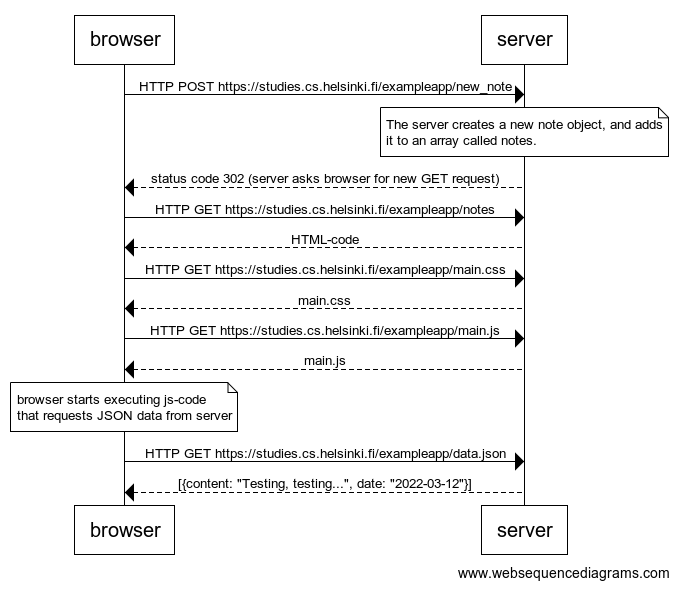 browser
server
HTTP POST https://studies.cs.helsinki.fi/exampleapp/new_note
The server creates a new note object, and adds
it to an array called notes.
status code 302 (server asks browser for new GET request)
HTTP GET https://studies.cs.helsinki.fi/exampleapp/notes
HTML-code
HTTP GET https://studies.cs.helsinki.fi/exampleapp/main.css
main.css
HTTP GET https://studies.cs.helsinki.fi/exampleapp/main.js
main.js
browser starts executing js-code
that requests JSON data from server
HTTP GET https://studies.cs.helsinki.fi/exampleapp/data.json
[{content: "Testing, testing...", date: "2022-03-12"}]
browser
server
www.websequencediagrams.com